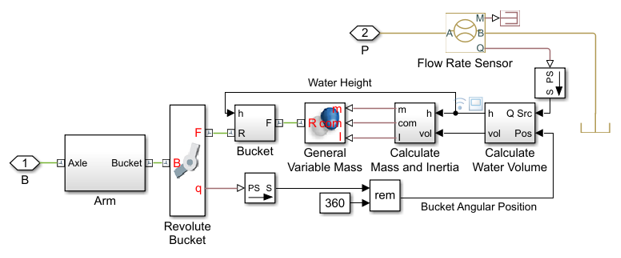 2
P
A
M
B
Q
Flow Rate Sensor
PS
S
Water Height
h
F
R
Bucket
R
m
com
I
General
Variable Mass
m
com
I
h
vol
Calculate
Mass and Inertia
h
vol
Q Src
Pos
Calculate
Water Volume
1
B
Axle
Bucket
Arm
B
F
q
Revolute
Bucket
PS S
360
rem
Bucket Angular Position